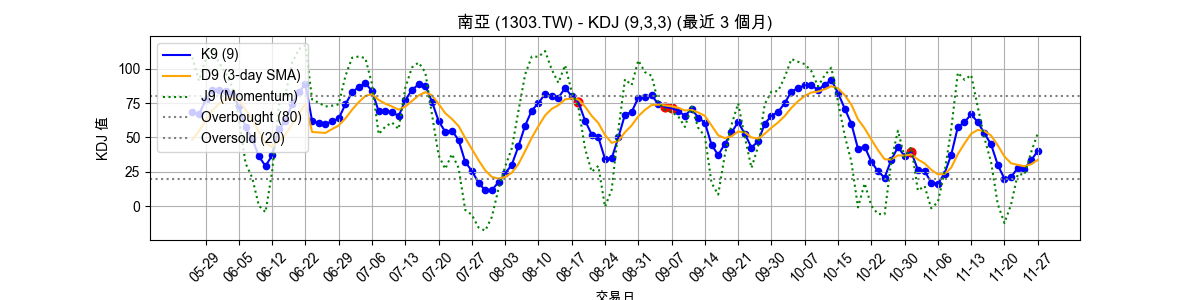 南亞 (1303.TW) - KDJ (9,3,3) (最近 3 個月)
K9 (9)
D9 (3-day SMA)
J9 (Momentum)
Overbought (80)
Oversold (20)
KDJ 值
100
75
50
25
0
05-29 06-05 06-12 06-22 06-29 07-06 07-13 07-20 07-27 08-03 08-10 08-17 08-24 08-31 09-07 09-14 09-21 09-30 10-07 10-15 10-22 10-30 11-06 11-13 11-20 11-27
交易日